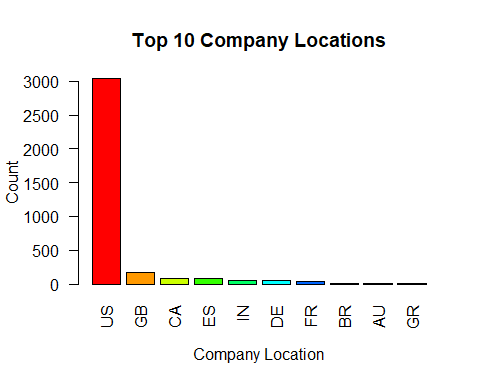 Top 10 Company Locations
Count
3000
2500
2000
1500
1000
500
0
US GB CA ES IN DE FR BR AU GR
Company Location